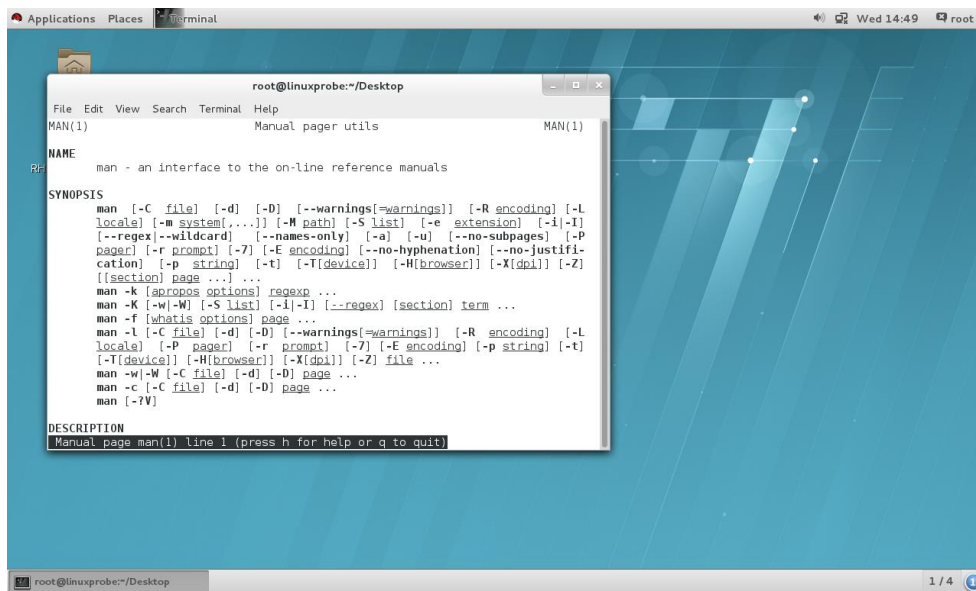 Applications Places Terminal Wed 14:49 root
root@linuxprobe:~/Desktop
File Edit View Search Terminal Help
MAN(1) Manual pager utils MAN(1)
NAME
RH
man - an interface to the on-line reference manuals
SYNOPSIS
man [-C file] [-d] [-D] [--warnings[=warnings]] [-R encoding] [-L
locale] [-m system[,...]] [-M path] [-S list] [-e extension] [-i|-I]
[--regex|--wildcard] [--names-only] [-a] [-u] [--no-subpages] [-P
pager] [-r prompt] [-7] [-E encoding] [--no-hyphenation] [--no-justifi-
cation] [-p string] [-t] [-T[device]] [-H[browser]] [-X[dpi]] [-Z]
[[section] page ...] ...
man -k [apropos options] regexp ...
man -K [-w|-W] [-S list] [-i|-I] [--regex] [section] term ...
man -f [whatis options] page ...
man -l [-C file] [-d] [-D] [--warnings[=warnings]] [-R encoding] [-L
locale] [-P pager] [-r prompt] [-7] [-E encoding] [-p string] [-t]
[-T[device]] [-H[browser]] [-X[dpi]] [-Z] file ...
man -w|-W [-C file] [-d] [-D] page ...
man -c [-C file] [-d] [-D] page ...
man [-?V]
DESCRIPTION
Manual page man(1) line 1 (press h for help or q to quit)
root@linuxprobe:~/Desktop 1 / 4 1